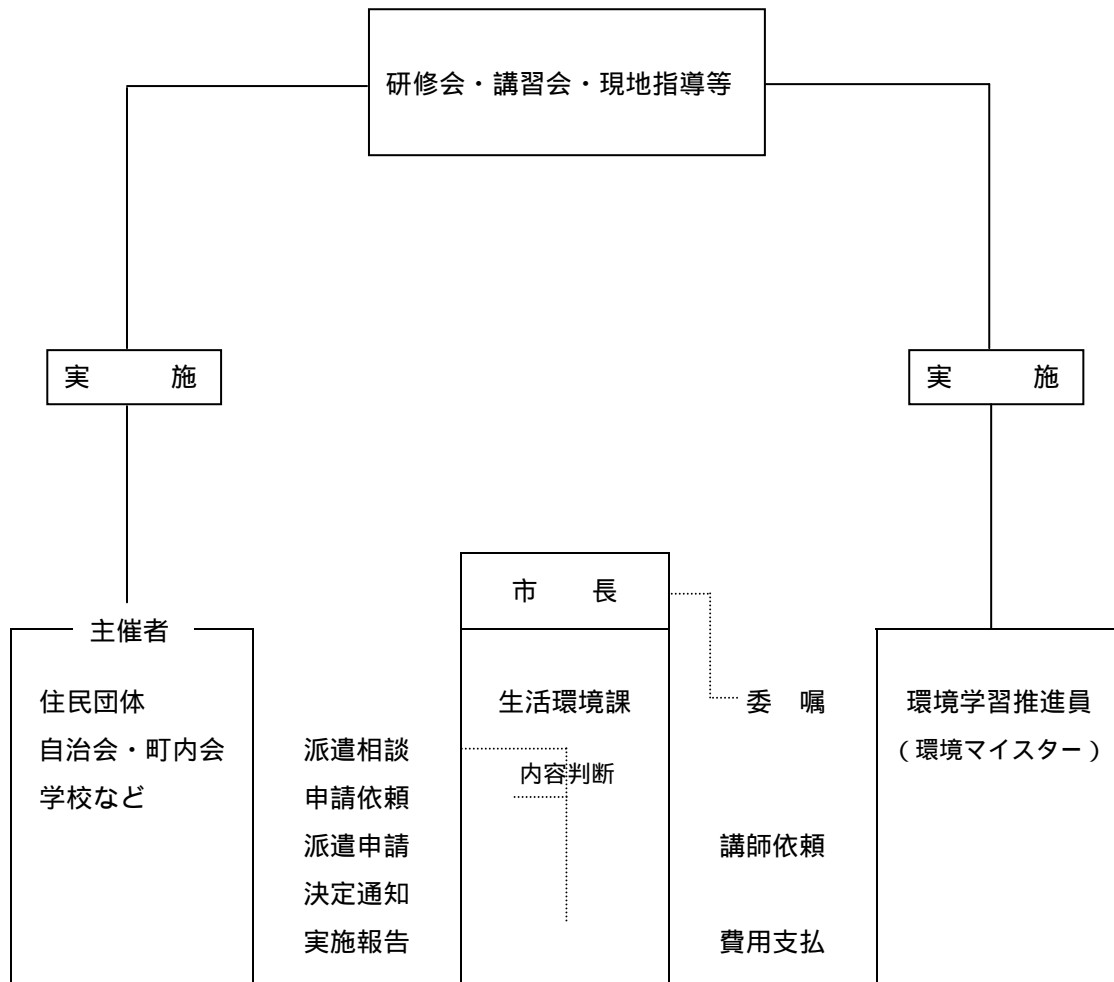 研修会・講習会・現地指導等
実　　施
実　　施
市　　長
主催者
住民団体
自治会・町内会
学校など
派遣相談
申請依頼
派遣申請
決定通知
実施報告
生活環境課
内容判断
委　嘱
講師依頼
費用支払
環境学習推進員
（環境マイスター）